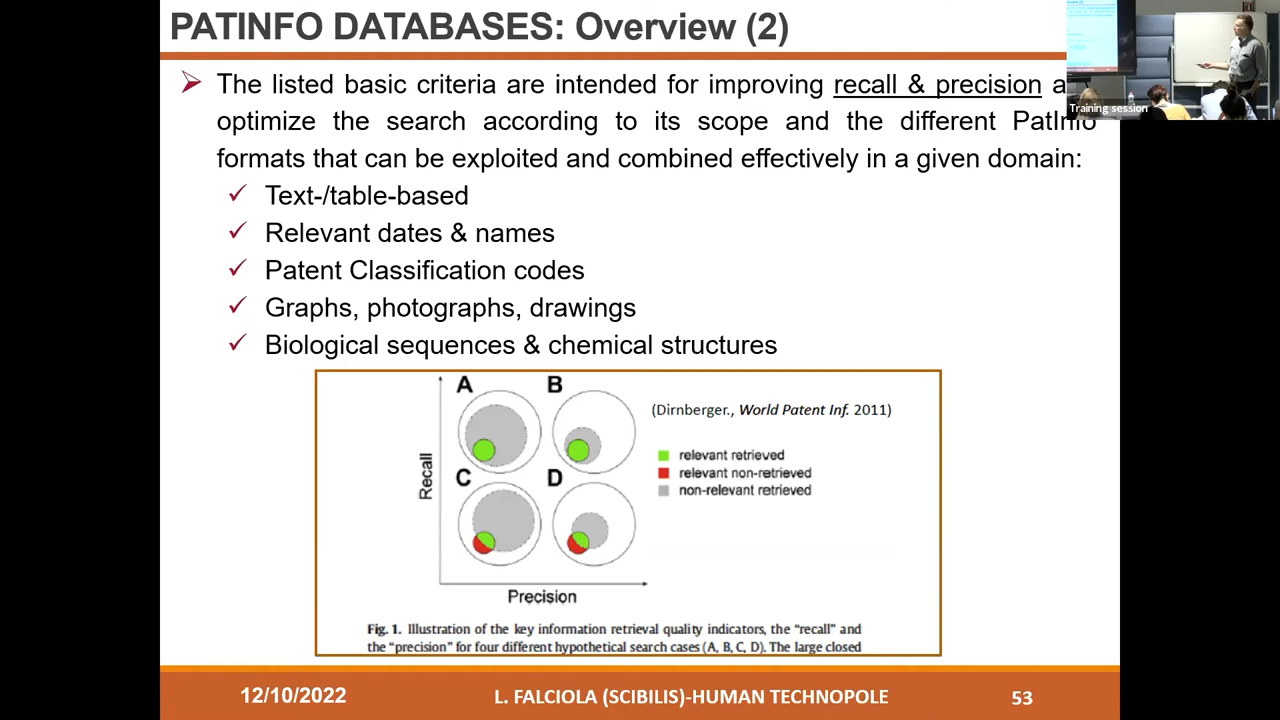 PATINFO DATABASES: Overview (2)
The listed basic criteria are intended for improving recall & precision
optimize the search according to its scope and the different PatInfo
formats that can be exploited and combined effectively in a given domain:
Text-/table-based
Relevant dates & names
Patent Classification codes
Graphs, photographs, drawings
Biological sequences & chemical structures
Training session
A
B
C
D
Recall
Precision
(Dirnberger., World Patent Inf. 2011)
relevant retrieved
relevant non-retrieved
non-relevant retrieved
Fig. 1. Illustration of the key information retrieval quality indicators, the “recall” and
the “precision” for four different hypothetical search cases (A, B, C, D). The large closed
12/10/2022
L. FALCIOLA (SCIBILIS)-HUMAN TECHNOPOLE
53